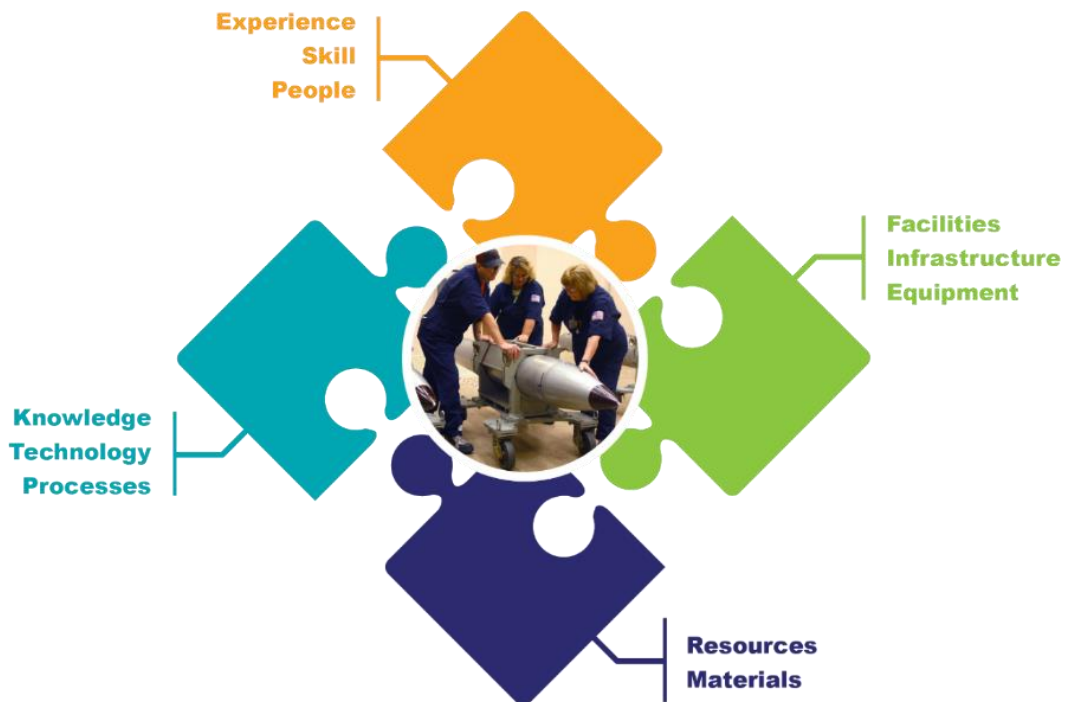 Experience
Skill
People
Facilities
Infrastructure
Equipment
Knowledge
Technology
Processes
Resources
Materials